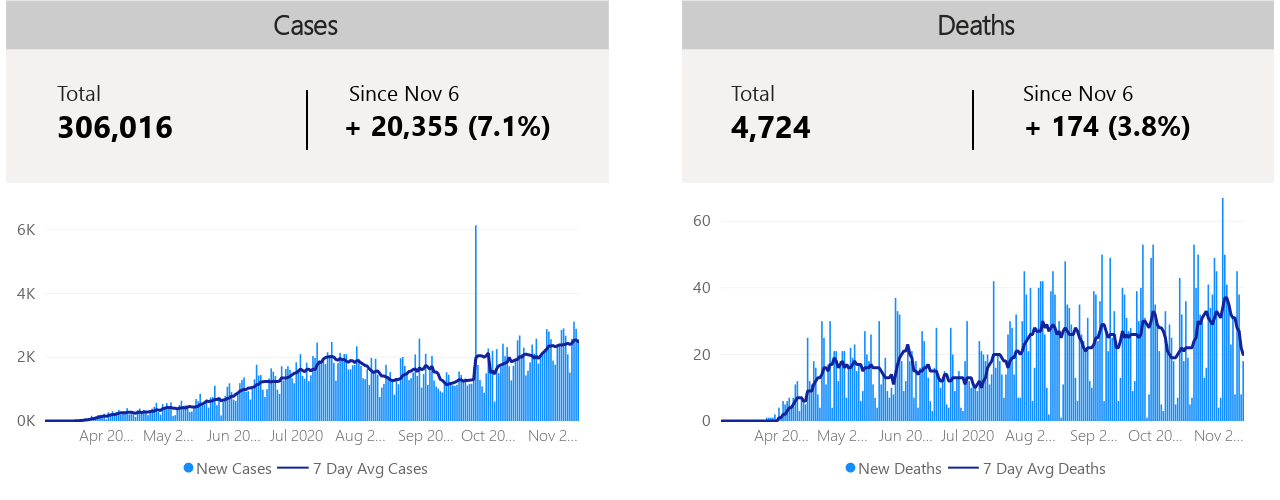 Cases
Total
306,016
Since Nov 6
+ 20,355 (7.1%)
6K
4K
2K
0K
Apr 20... May 2... Jun 20... Jul 2020 Aug 2... Sep 20... Oct 20... Nov 2...
New Cases 7 Day Avg Cases
Deaths
Total
4,724
Since Nov 6
+ 174 (3.8%)
60
40
20
0
Apr 20... May 2... Jun 20... Jul 2020 Aug 2... Sep 2... Oct 20... Nov 2...
New Deaths 7 Day Avg Deaths